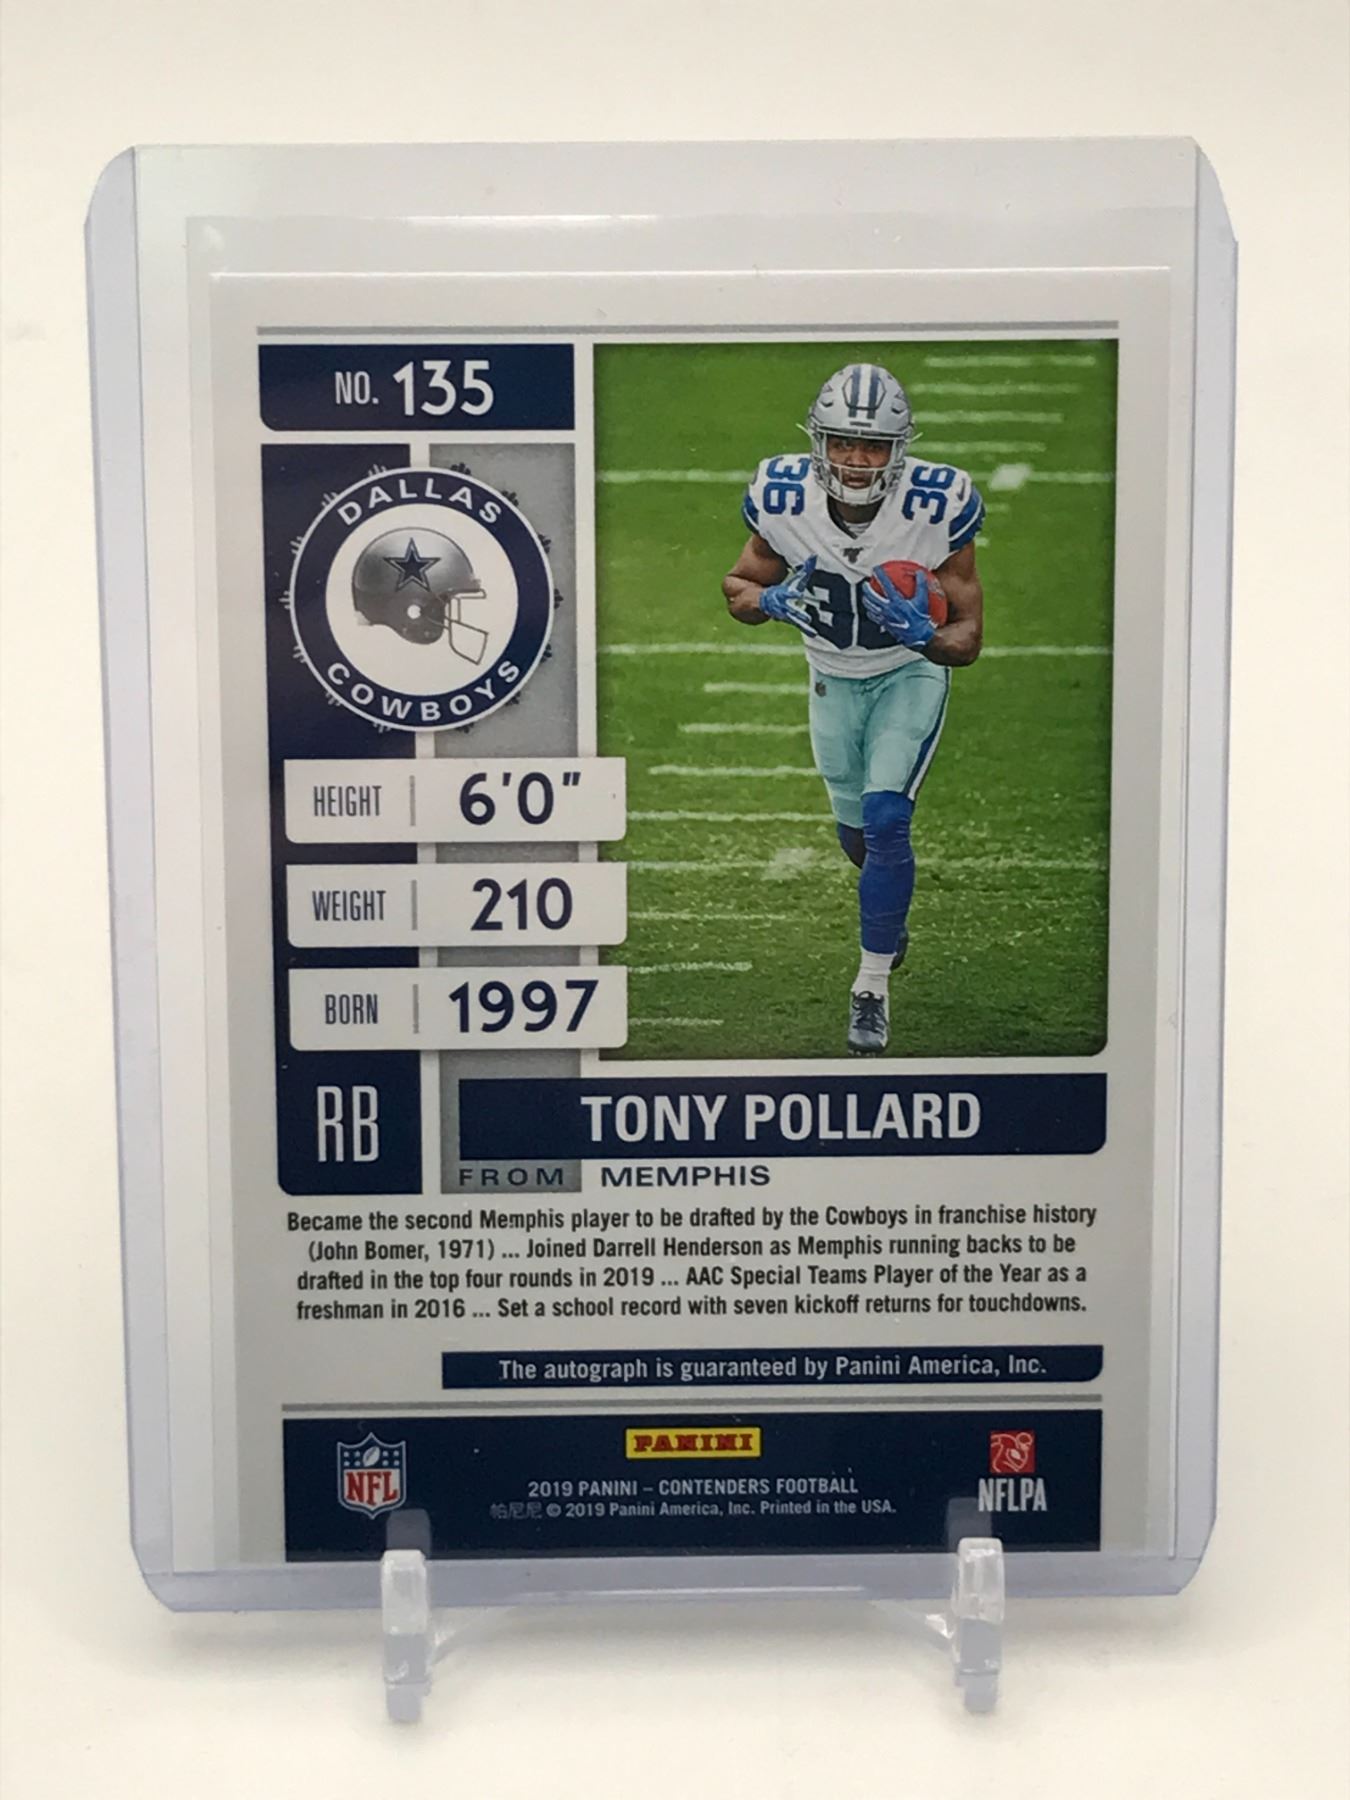 NO. 135
DALLAS
COWBOYS
36 36
HEIGHT 6'0"
WEIGHT 210
BORN 1997
RB
TONY POLLARD
FROM MEMPHIS
Became the second Memphis player to be drafted by the Cowboys in franchise history
(John Bomer, 1971) ... Joined Darrell Henderson as Memphis running backs to be
drafted in the top four rounds in 2019 ... AAC Special Teams Player of the Year as a
freshman in 2016 ... Set a school record with seven kickoff returns for touchdowns.
The autograph is guaranteed by Panini America, Inc.
NFL
PANINI
2019 PANINI – CONTENDERS FOOTBALL
帕尼尼 © 2019 Panini America, Inc. Printed in the USA.
NFLPA